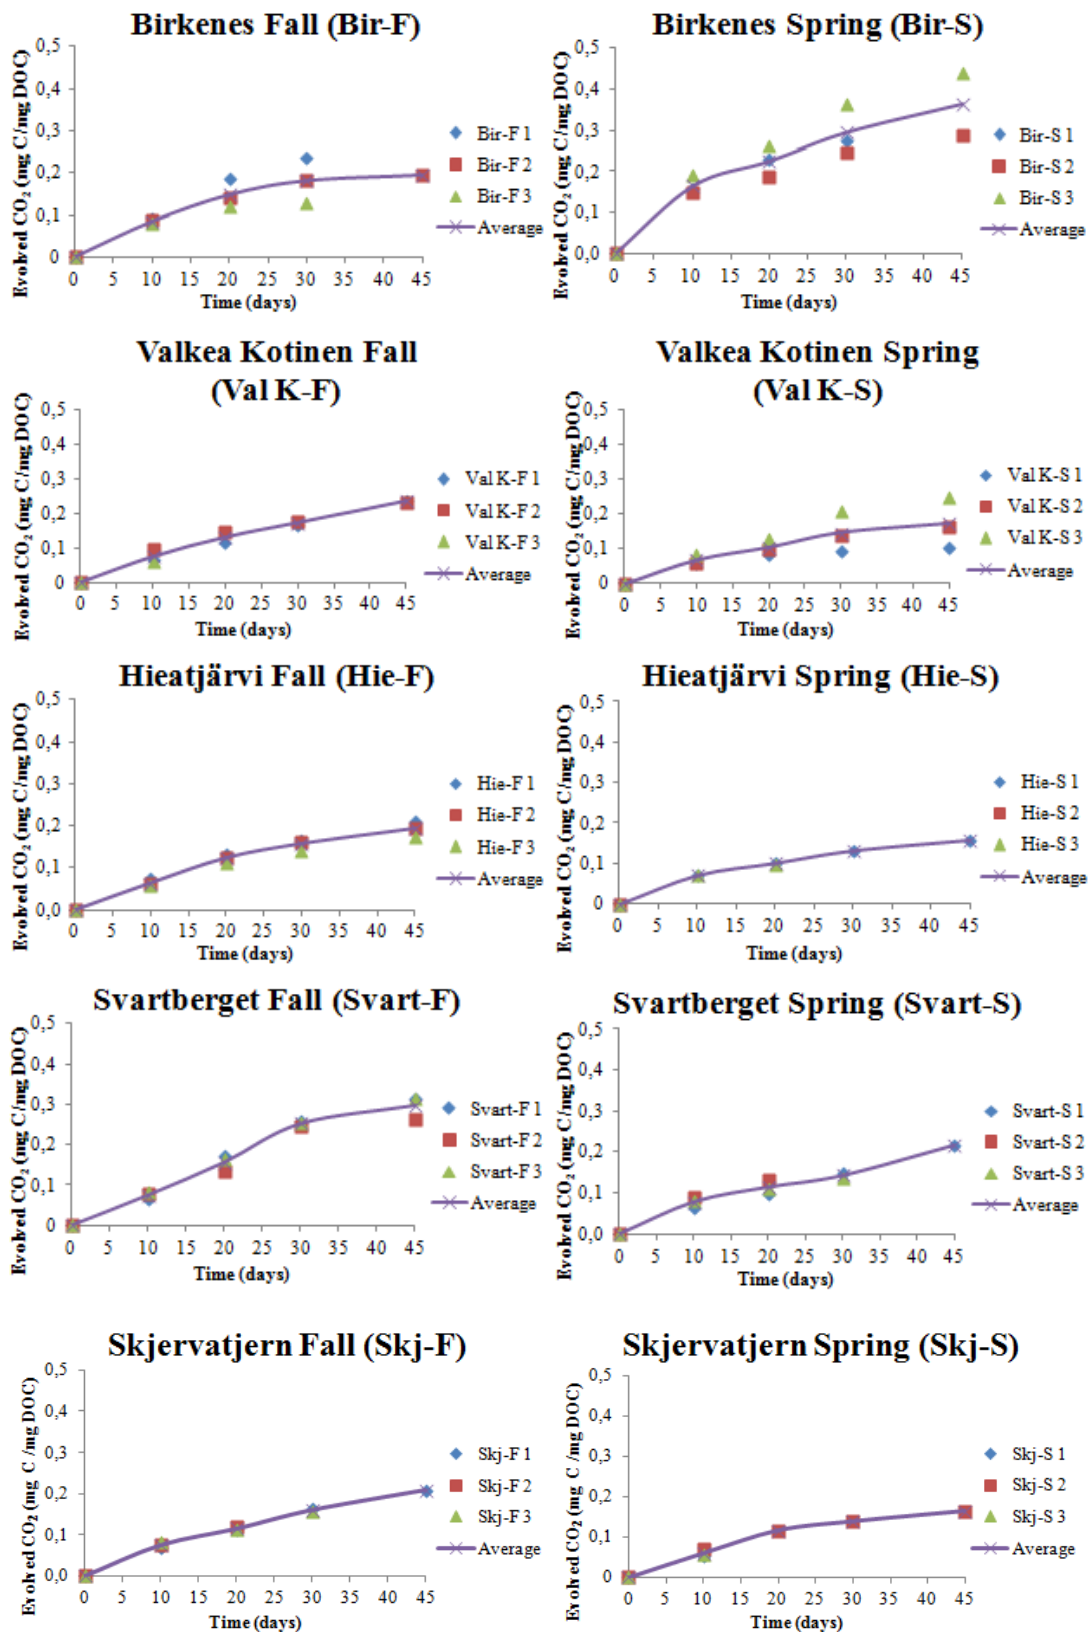 Birkenes Fall (Bir-F)
Evolved CO₂ (mg C/mg DOC)
0,5
0,4
0,3
0,2
0,1
0
0 5 10 15 20 25 30 35 40 45
Time (days)
Bir-F 1
Bir-F 2
Bir-F 3
Average
Birkenes Spring (Bir-S)
Evolved CO₂ (mg C/mg DOC)
0,5
0,4
0,3
0,2
0,1
0,0
0 5 10 15 20 25 30 35 40 45
Time (days)
Bir-S 1
Bir-S 2
Bir-S 3
Average
Valkea Kotinen Fall
(Val K-F)
Evolved CO₂ (mg C/mg DOC)
0,5
0,4
0,3
0,2
0,1
0
0 5 10 15 20 25 30 35 40 45
Time (days)
Val K-F 1
Val K-F 2
Val K-F 3
Average
Valkea Kotinen Spring
(Val K-S)
Evolved CO₂ (mg C/mg DOC)
0,5
0,4
0,3
0,2
0,1
0
0 5 10 15 20 25 30 35 40 45
Time (days)
Val K-S 1
Val K-S 2
Val K-S 3
Average
Hieatjärvi Fall (Hie-F)
Evolved CO₂ (mg C/mg DOC)
0,5
0,4
0,3
0,2
0,1
0,0
0 5 10 15 20 25 30 35 40 45
Time (days)
Hie-F 1
Hie-F 2
Hie-F 3
Average
Hieatjärvi Spring (Hie-S)
Evolved CO₂ (mg C/mg DOC)
0,5
0,4
0,3
0,2
0,1
0
0 5 10 15 20 25 30 35 40 45
Time (days)
Hie-S 1
Hie-S 2
Hie-S 3
Average
Svartberget Fall (Svart-F)
Evolved CO₂ (mg C/mg DOC)
0,5
0,4
0,3
0,2
0,1
0
0 5 10 15 20 25 30 35 40 45
Time (days)
Svart-F 1
Svart-F 2
Svart-F 3
Average
Svartberget Spring (Svart-S)
Evolved CO₂ (mg C/mg DOC)
0,5
0,4
0,3
0,2
0,1
0,0
0 5 10 15 20 25 30 35 40 45
Time (days)
Svart-S 1
Svart-S 2
Svart-S 3
Average
Skjervatjern Fall (Skj-F)
Evolved CO₂ (mg C /mg DOC)
0,5
0,4
0,3
0,2
0,1
0,0
0 5 10 15 20 25 30 35 40 45
Time (days)
Skj-F 1
Skj-F 2
Skj-F 3
Average
Skjervatjern Spring (Skj-S)
Evolved CO₂ (mg C /mg DOC)
0,5
0,4
0,3
0,2
0,1
0
0 5 10 15 20 25 30 35 40 45
Time (days)
Skj-S 1
Skj-S 2
Skj-S 3
Average